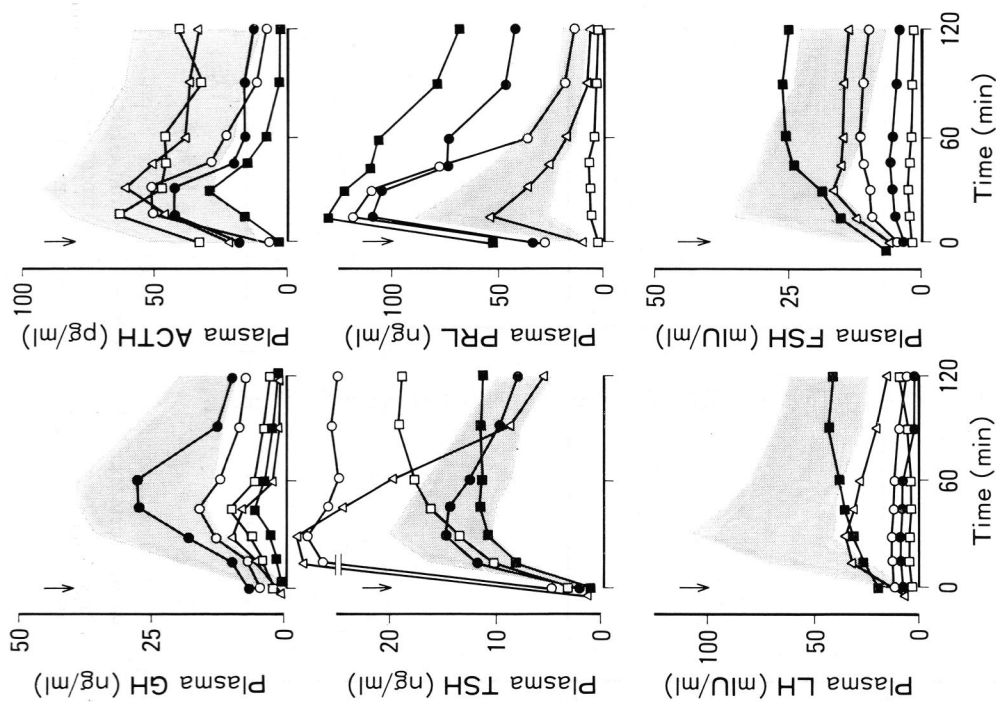 Plasma GH (ng/ml)
50
25
0
Plasma ACTH (pg/ml)
50
0
Plasma TSH (ng/ml)
20
10
0
Plasma PRL (ng/ml)
100
50
0
Plasma LH (mIU/ml)
100
50
0
0
60
120
Time (min)
Plasma FSH (mIU/ml)
50
25
0
0
60
120
Time (min)